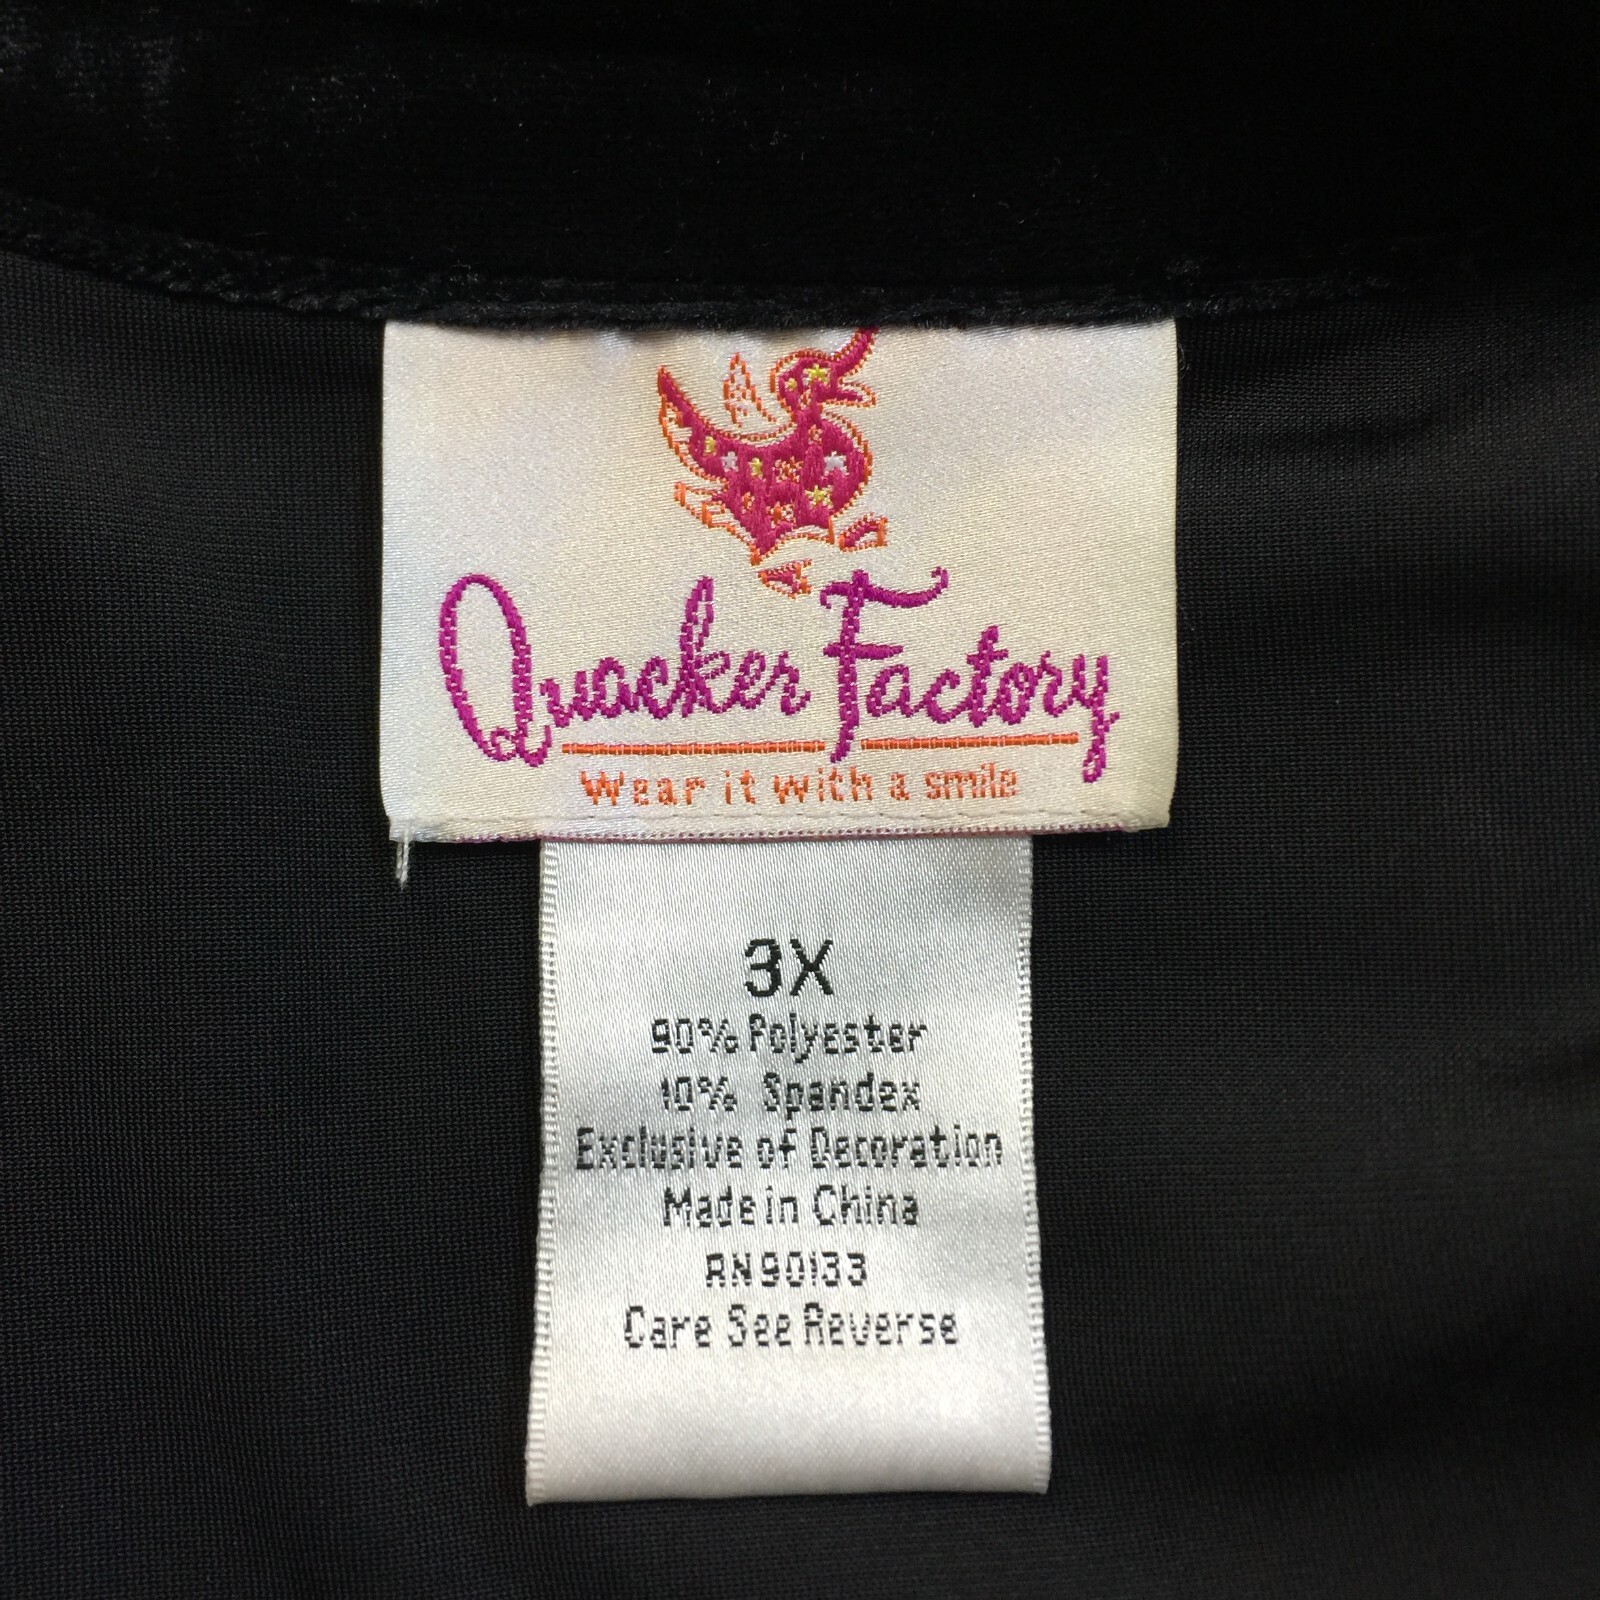 Quacker Factory
Wear it with a smile
3X
90% Polyester
10% Spandex
Exclusive of Decoration
Made in China
RN90133
Care See Reverse